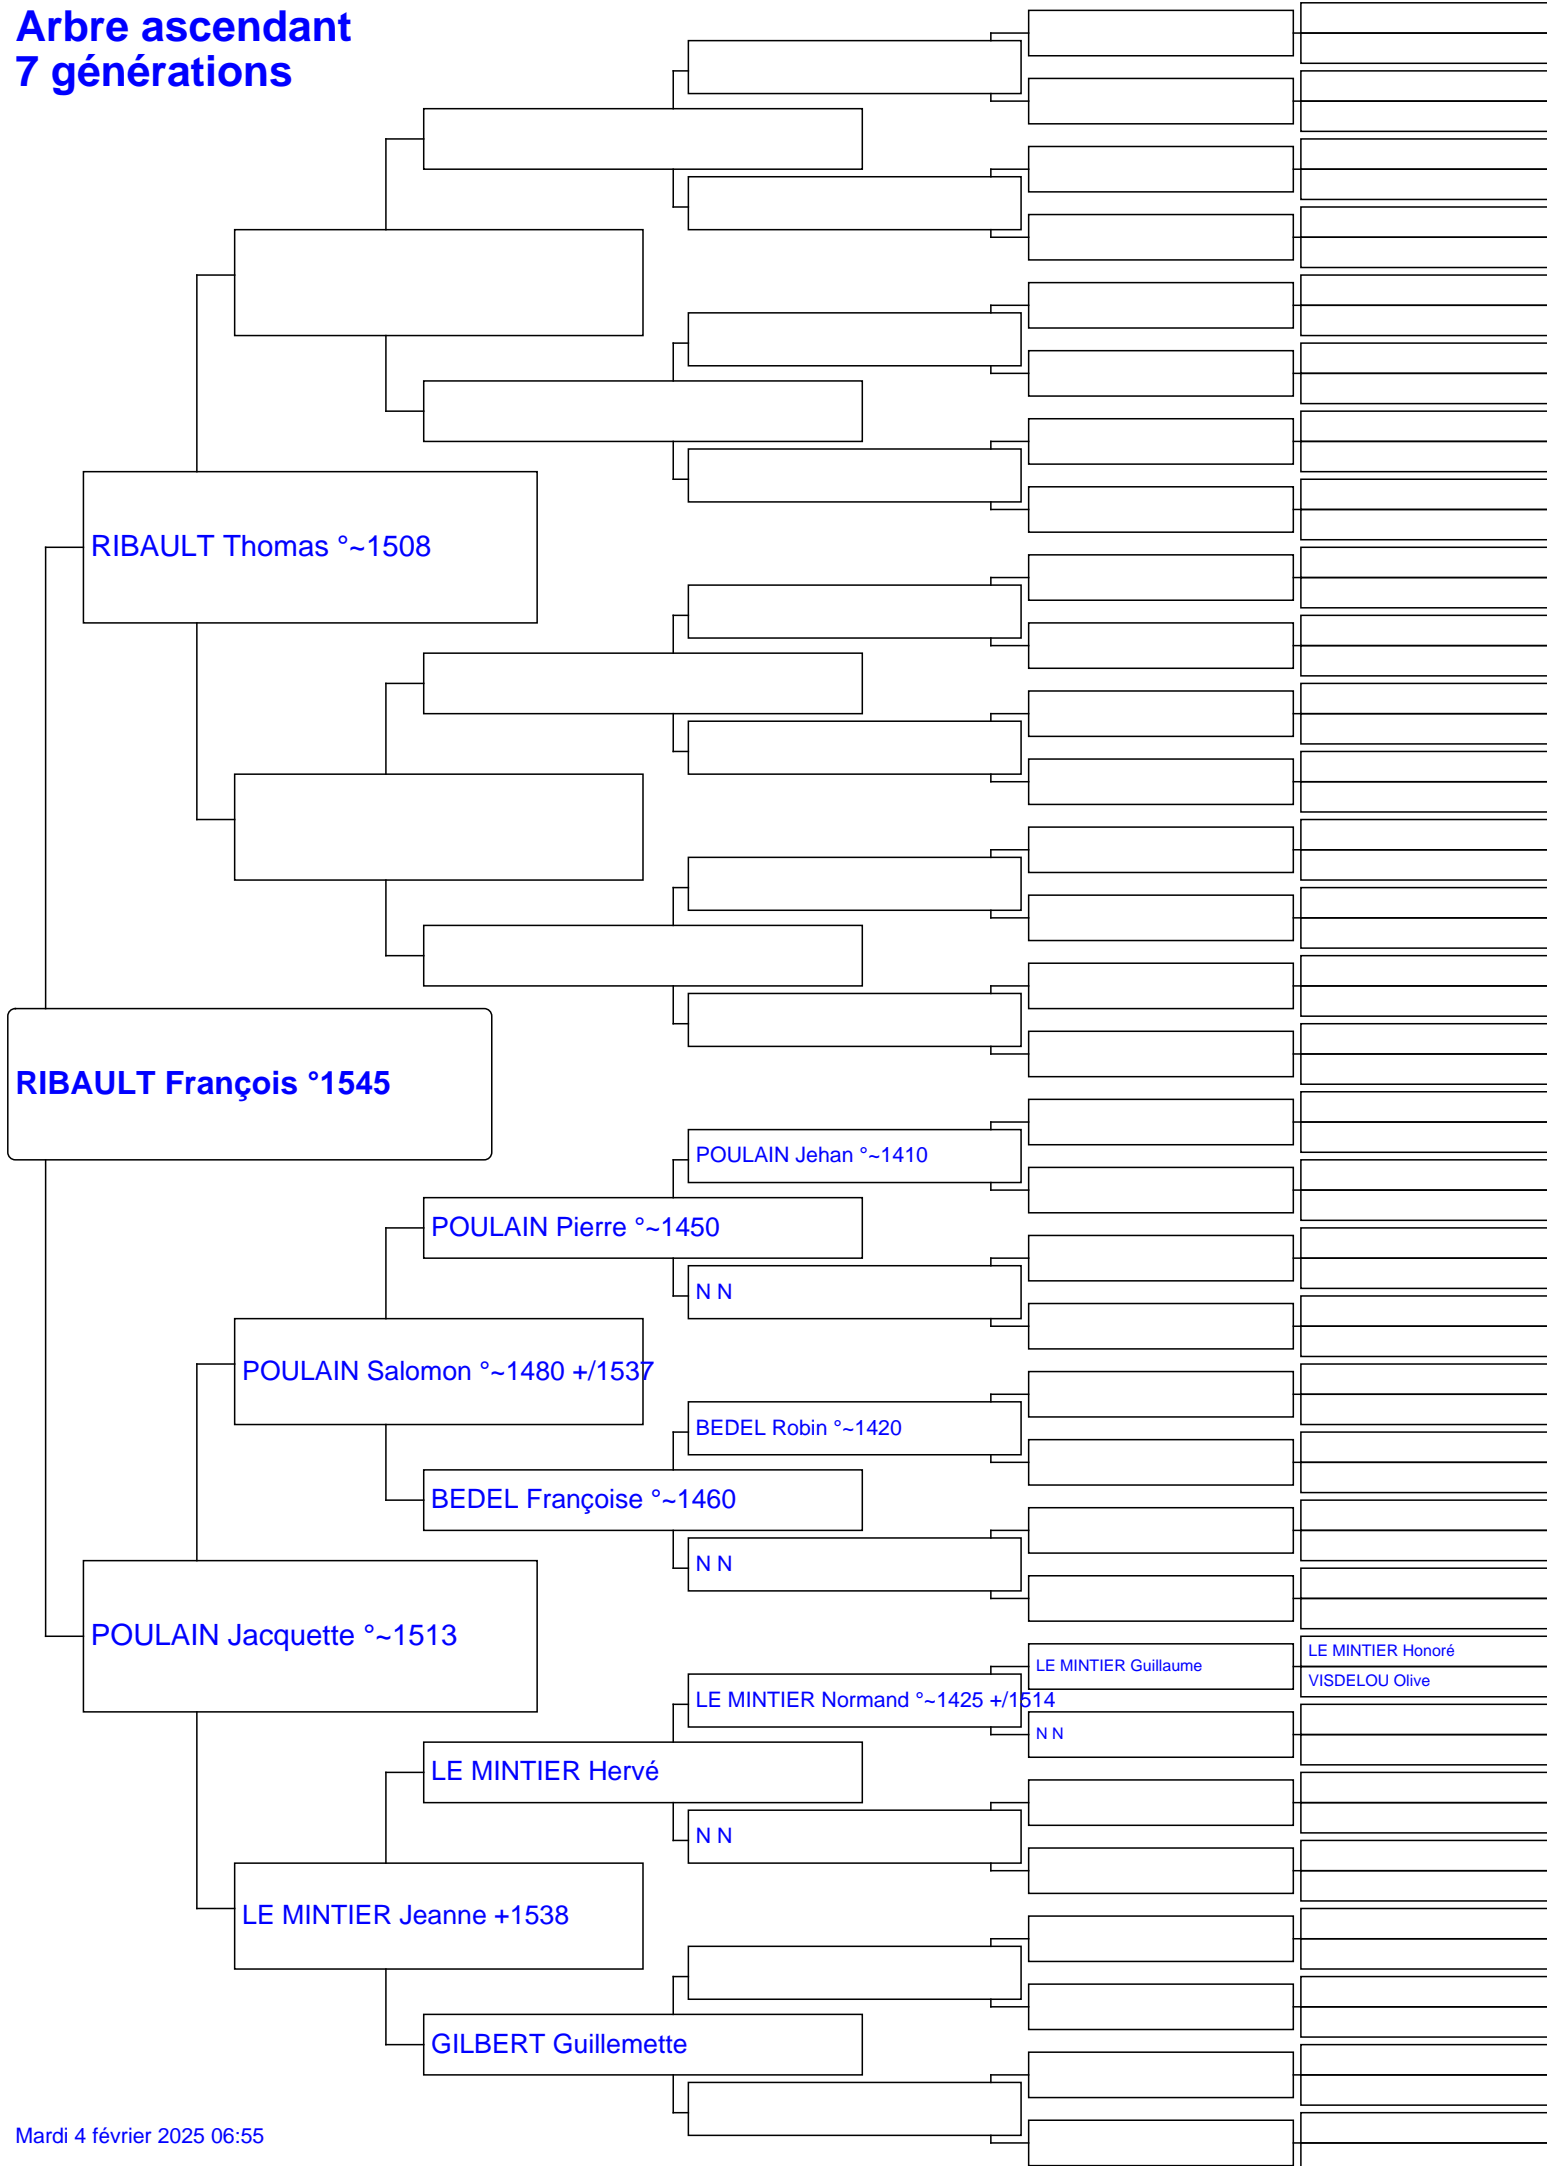 Arbre ascendant
7 générations
RIBAULT Thomas °~1508
RIBAULT François °1545
POULAIN Jehan °~1410
POULAIN Pierre °~1450
N N
POULAIN Salomon °~1480 +/1537
BEDEL Robin °~1420
BEDEL Françoise °~1460
N N
POULAIN Jacquette °~1513
LE MINTIER Honoré
LE MINTIER Guillaume
VISDELOU Olive
LE MINTIER Normand °~1425 +/1514
N N
LE MINTIER Hervé
N N
LE MINTIER Jeanne +1538
GILBERT Guillemette
Mardi 4 février 2025 06:55